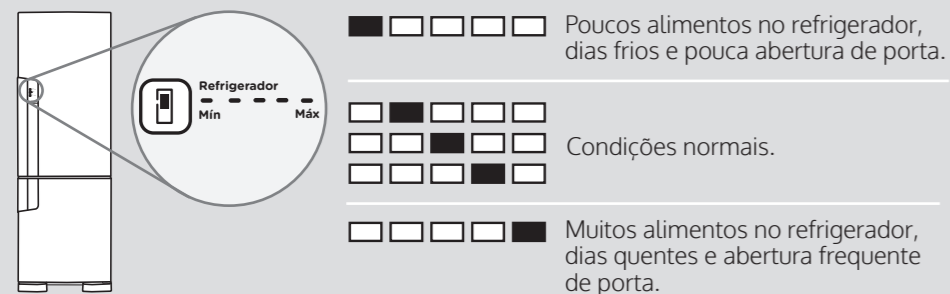 Poucos alimentos no refrigerador,
dias frios e pouca abertura de porta.
Refrigerador
Mín Máx
Condições normais.
Muitos alimentos no refrigerador,
dias quentes e abertura frequente
de porta.